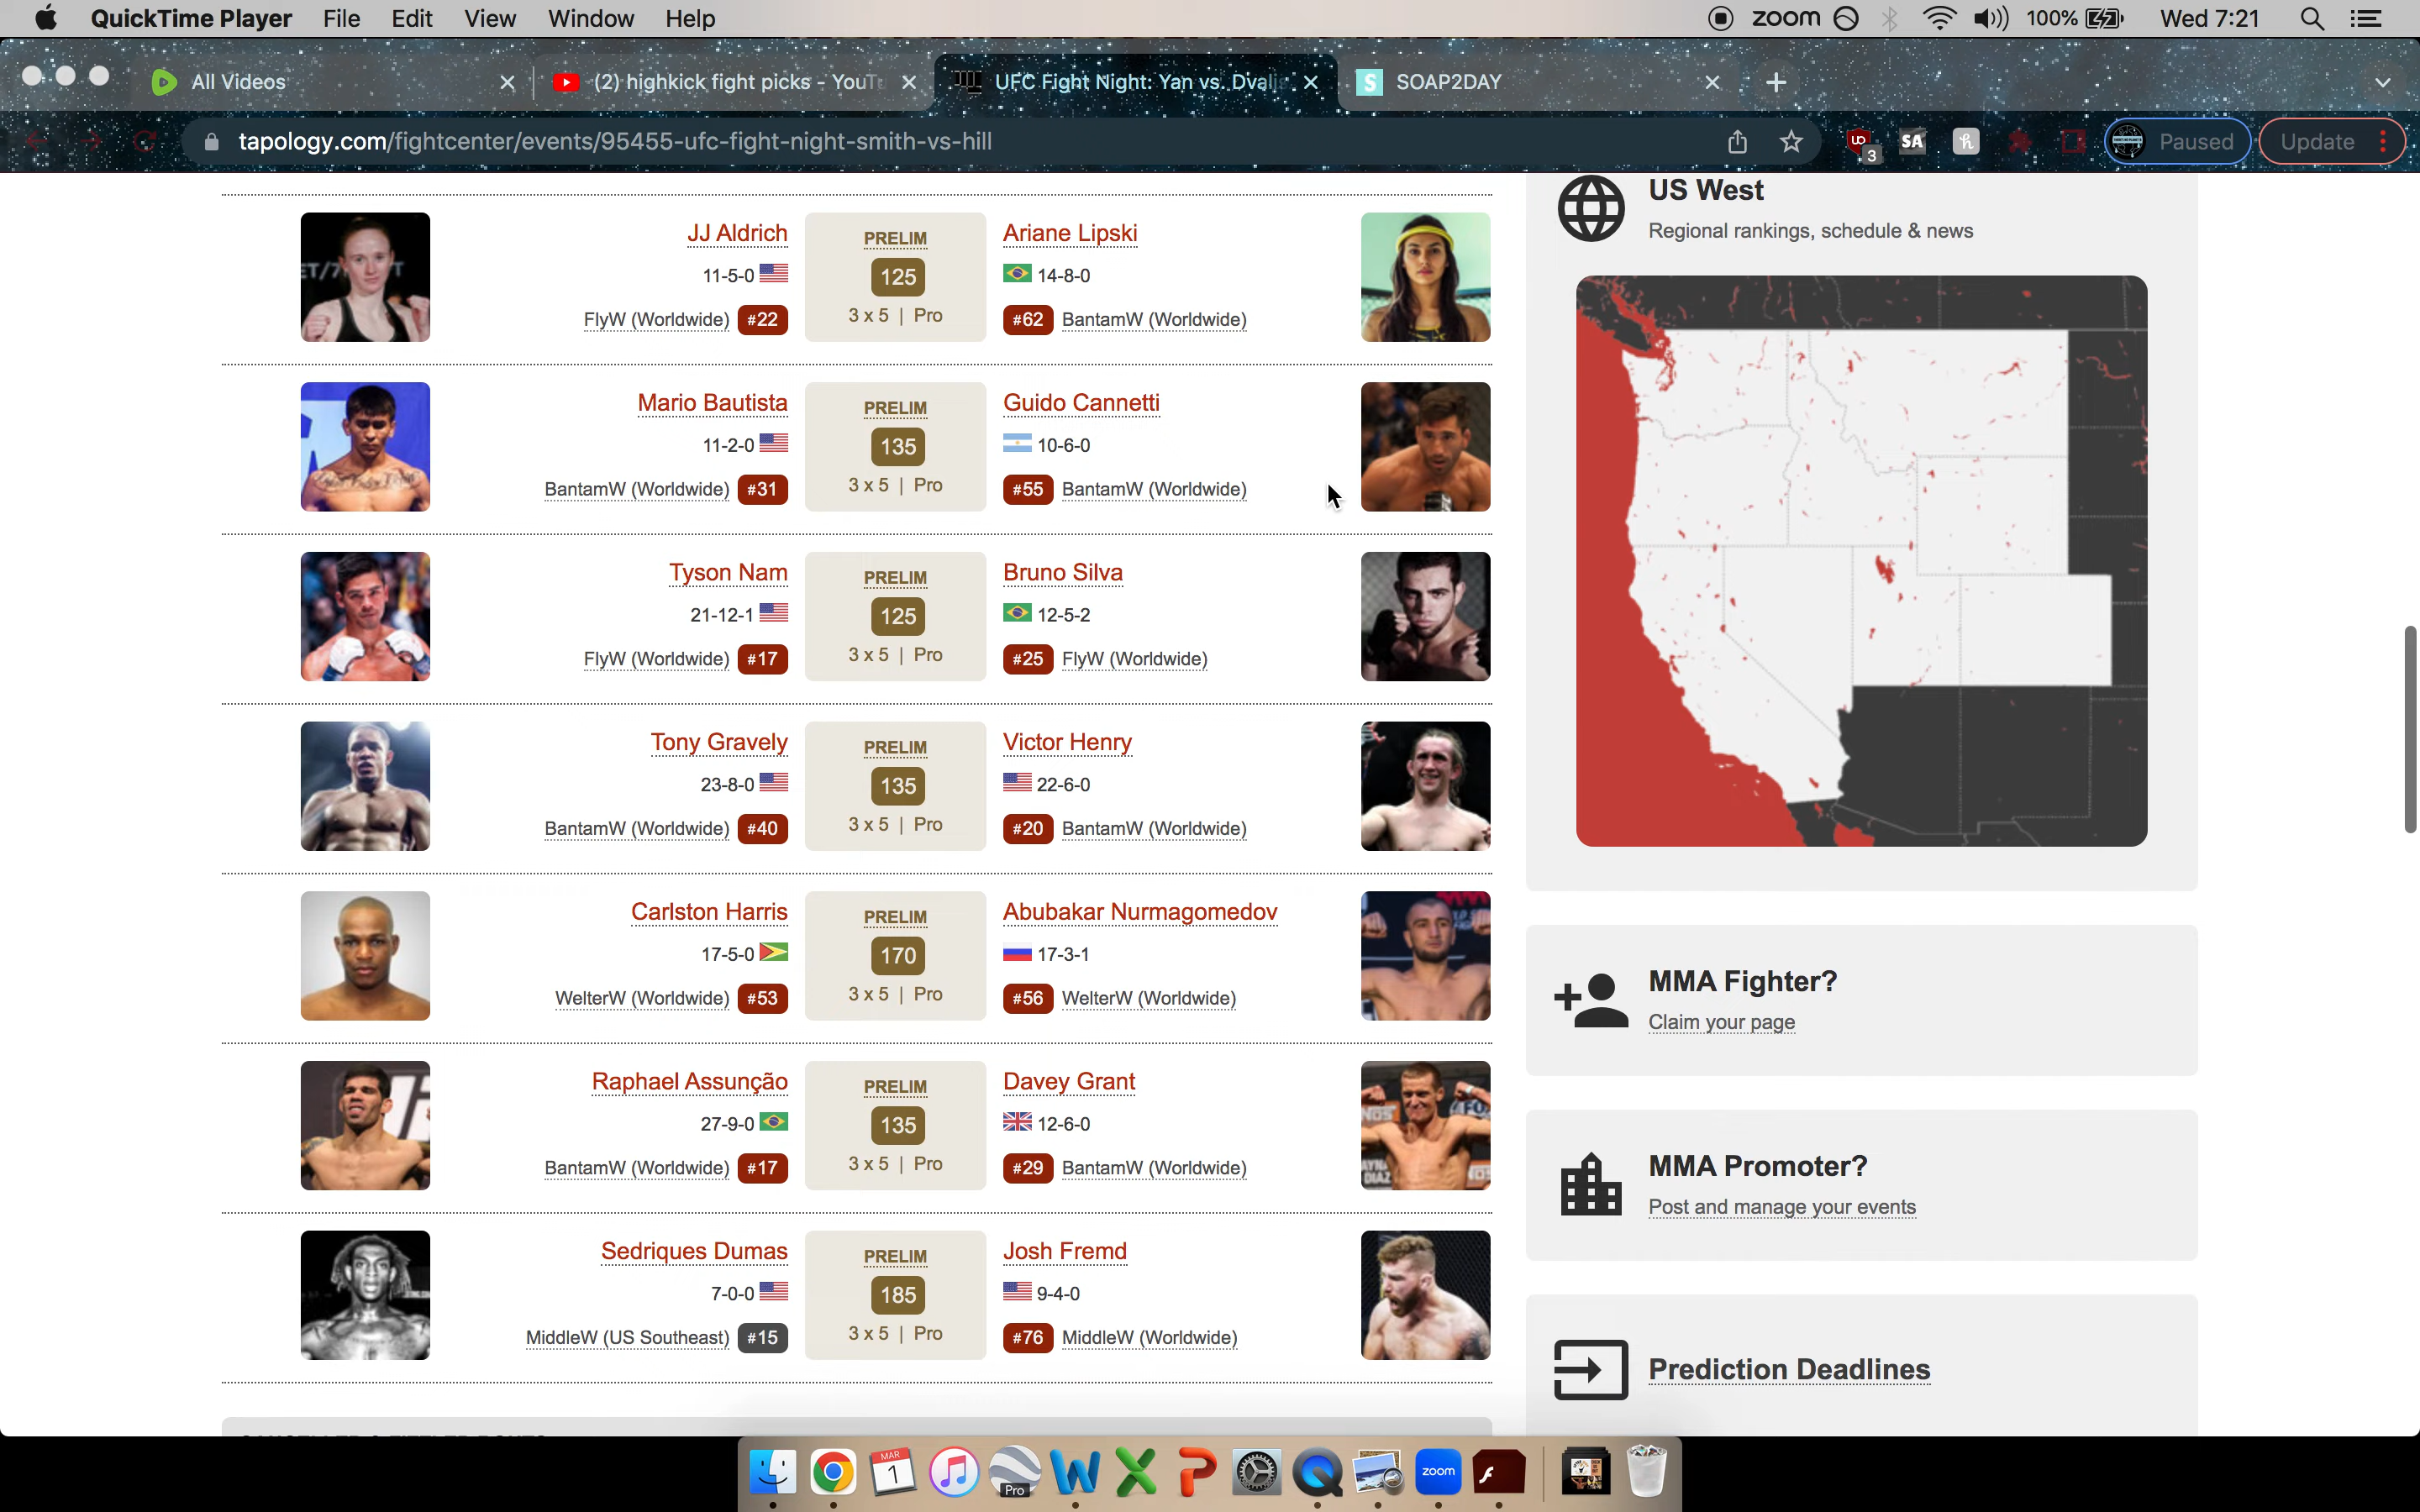 QuickTime Player File Edit View Window Help zoom 100% Wed 7:21
All Videos (2) highkick fight picks - YouTu UFC Fight Night: Yan vs. Dvalis SOAP2DAY
tapology.com/fightcenter/events/95455-ufc-fight-night-smith-vs-hill UO 3 SA h Paused Update
JJ Aldrich PRELIM Ariane Lipski
11-5-0 125 14-8-0
FlyW (Worldwide) #22 3 x 5 | Pro #62 BantamW (Worldwide)
Mario Bautista PRELIM Guido Cannetti
11-2-0 135 10-6-0
BantamW (Worldwide) #31 3 x 5 | Pro #55 BantamW (Worldwide)
Tyson Nam PRELIM Bruno Silva
21-12-1 125 12-5-2
FlyW (Worldwide) #17 3 x 5 | Pro #25 FlyW (Worldwide)
Tony Gravely PRELIM Victor Henry
23-8-0 135 22-6-0
BantamW (Worldwide) #40 3 x 5 | Pro #20 BantamW (Worldwide)
Carlston Harris PRELIM Abubakar Nurmagomedov
17-5-0 170 17-3-1
WelterW (Worldwide) #53 3 x 5 | Pro #56 WelterW (Worldwide)
Raphael Assunção PRELIM Davey Grant
27-9-0 135 12-6-0
BantamW (Worldwide) #17 3 x 5 | Pro #29 BantamW (Worldwide)
Sedriques Dumas PRELIM Josh Fremd
7-0-0 185 9-4-0
MiddleW (US Southeast) #15 3 x 5 | Pro #76 MiddleW (Worldwide)
US West
Regional rankings, schedule & news
MMA Fighter?
Claim your page
MMA Promoter?
Post and manage your events
Prediction Deadlines
MAR
1
Pro
zoom